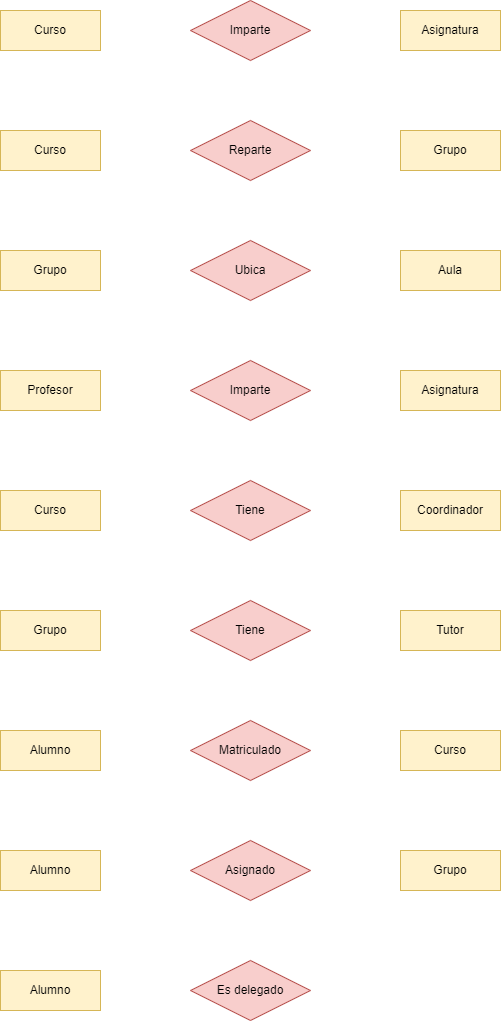 Curso Imparte Asignatura
Curso Reparte Grupo
Grupo Ubica Aula
Profesor Imparte Asignatura
Curso Tiene Coordinador
Grupo Tiene Tutor
Alumno Matriculado Curso
Alumno Asignado Grupo
Alumno Es delegado